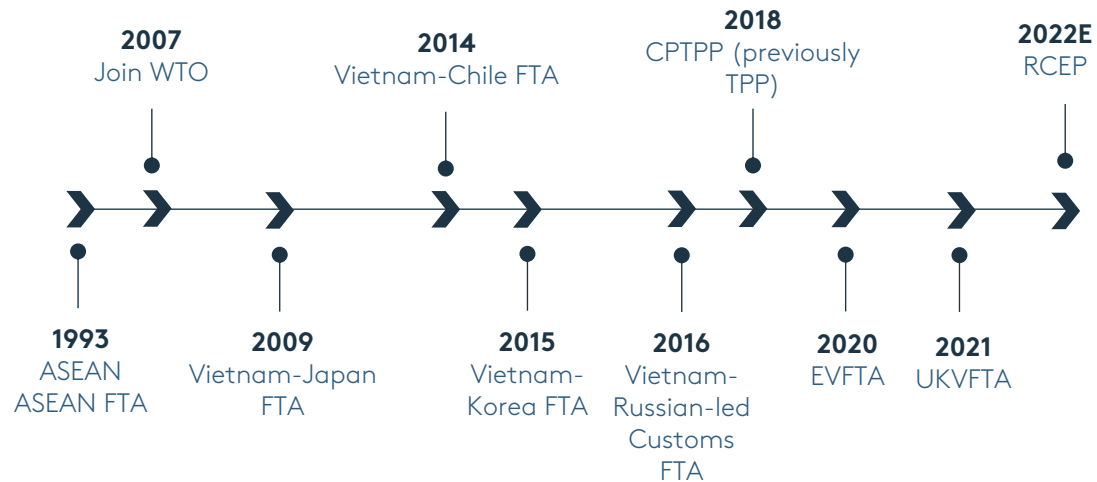 2007
Join WTO
2014
Vietnam-Chile FTA
2018
CPTPP (previously
TPP)
2022E
RCEP
1993
ASEAN
ASEAN FTA
2009
Vietnam-Japan
FTA
2015
Vietnam-
Korea FTA
2016
Vietnam-
Russian-led
Customs
FTA
2020
EVFTA
2021
UKVFTA